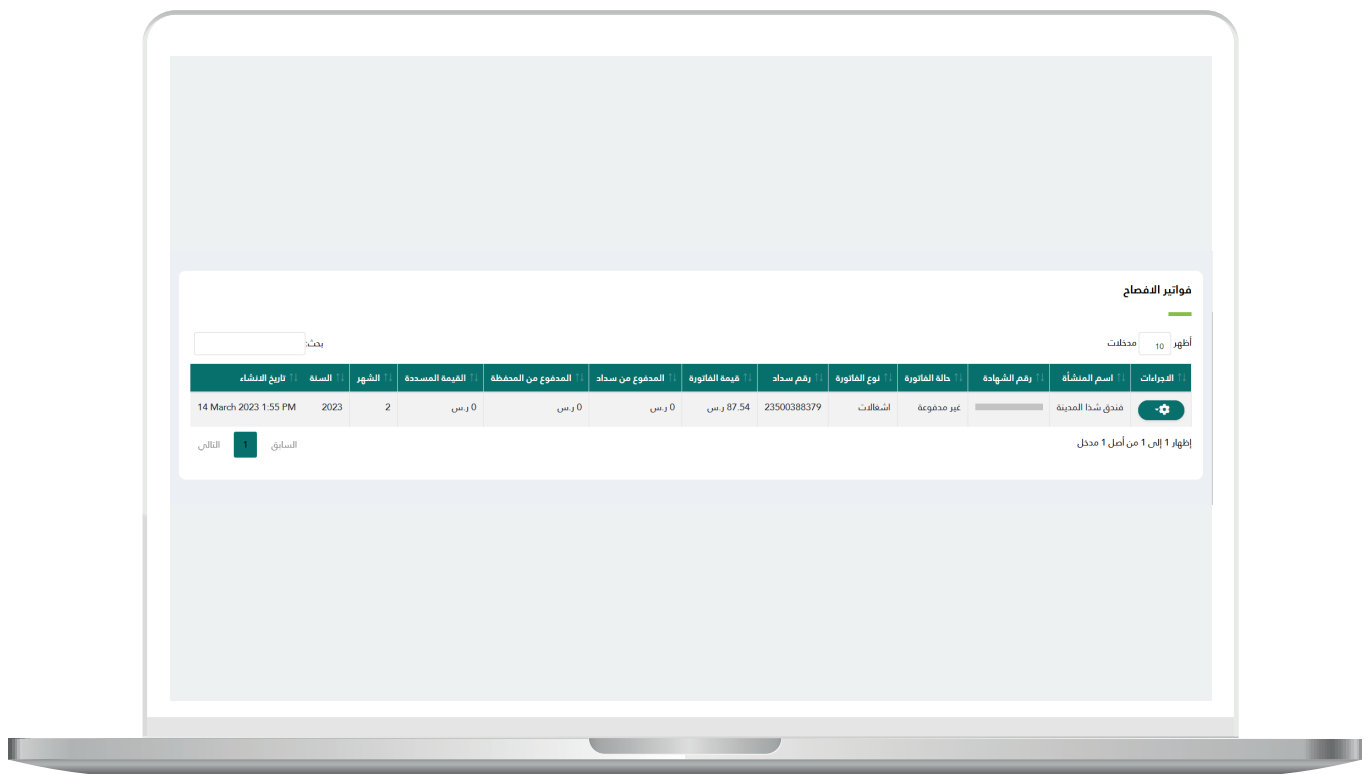 فواتير الافصاح
أظهر 10 مدخلات
بحث:
الاجراءات اسم المنشأة رقم الشهادة حالة الفاتورة نوع الفاتورة رقم سداد قيمة الفاتورة المدفوع من سداد المدفوع من المحفظة القيمة المسددة الشهر السنة تاريخ الانشاء
فندق شذا المدينة غير مدفوعة اشغالات 23500388379 87.54 ر.س 0 ر.س 0 ر.س 0 ر.س 2 2023 14 March 2023 1:55 PM
إظهار 1 إلى 1 من أصل 1 مدخل
السابق 1 التالي